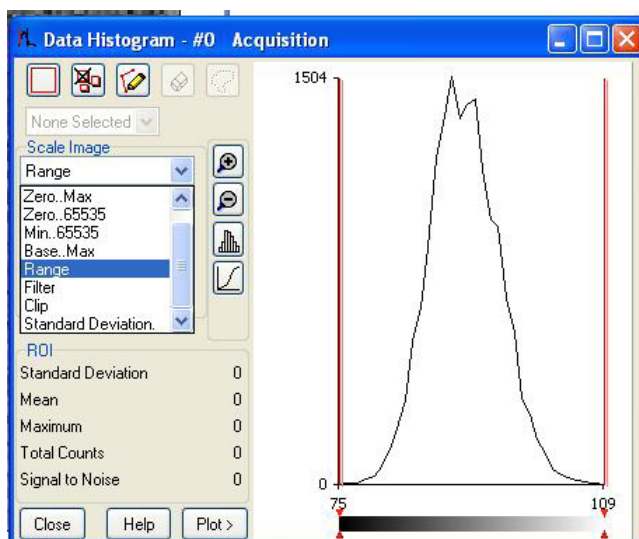 Data Histogram - #0 Acquisition
None Selected
Scale Image
Range
Zero..Max
Zero..65535
Min..65535
Base..Max
Range
Filter
Clip
Standard Deviation.
ROI
Standard Deviation 0
Mean 0
Maximum 0
Total Counts 0
Signal to Noise 0
Close Help Plot >
1504
0
75 109